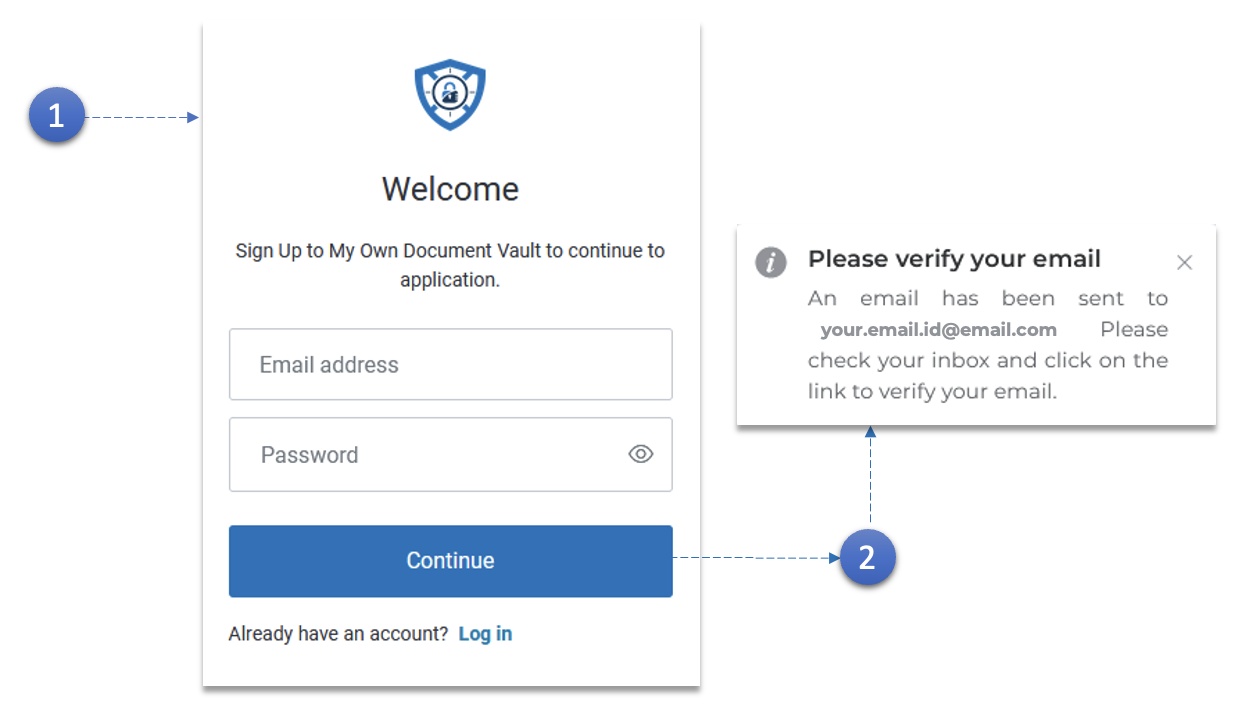 1
Welcome
Sign Up to My Own Document Vault to continue to
application.
Email address
Password
Continue
Already have an account? Log in
2
Please verify your email
An email has been sent to
your.email.id@email.com Please
check your inbox and click on the
link to verify your email.